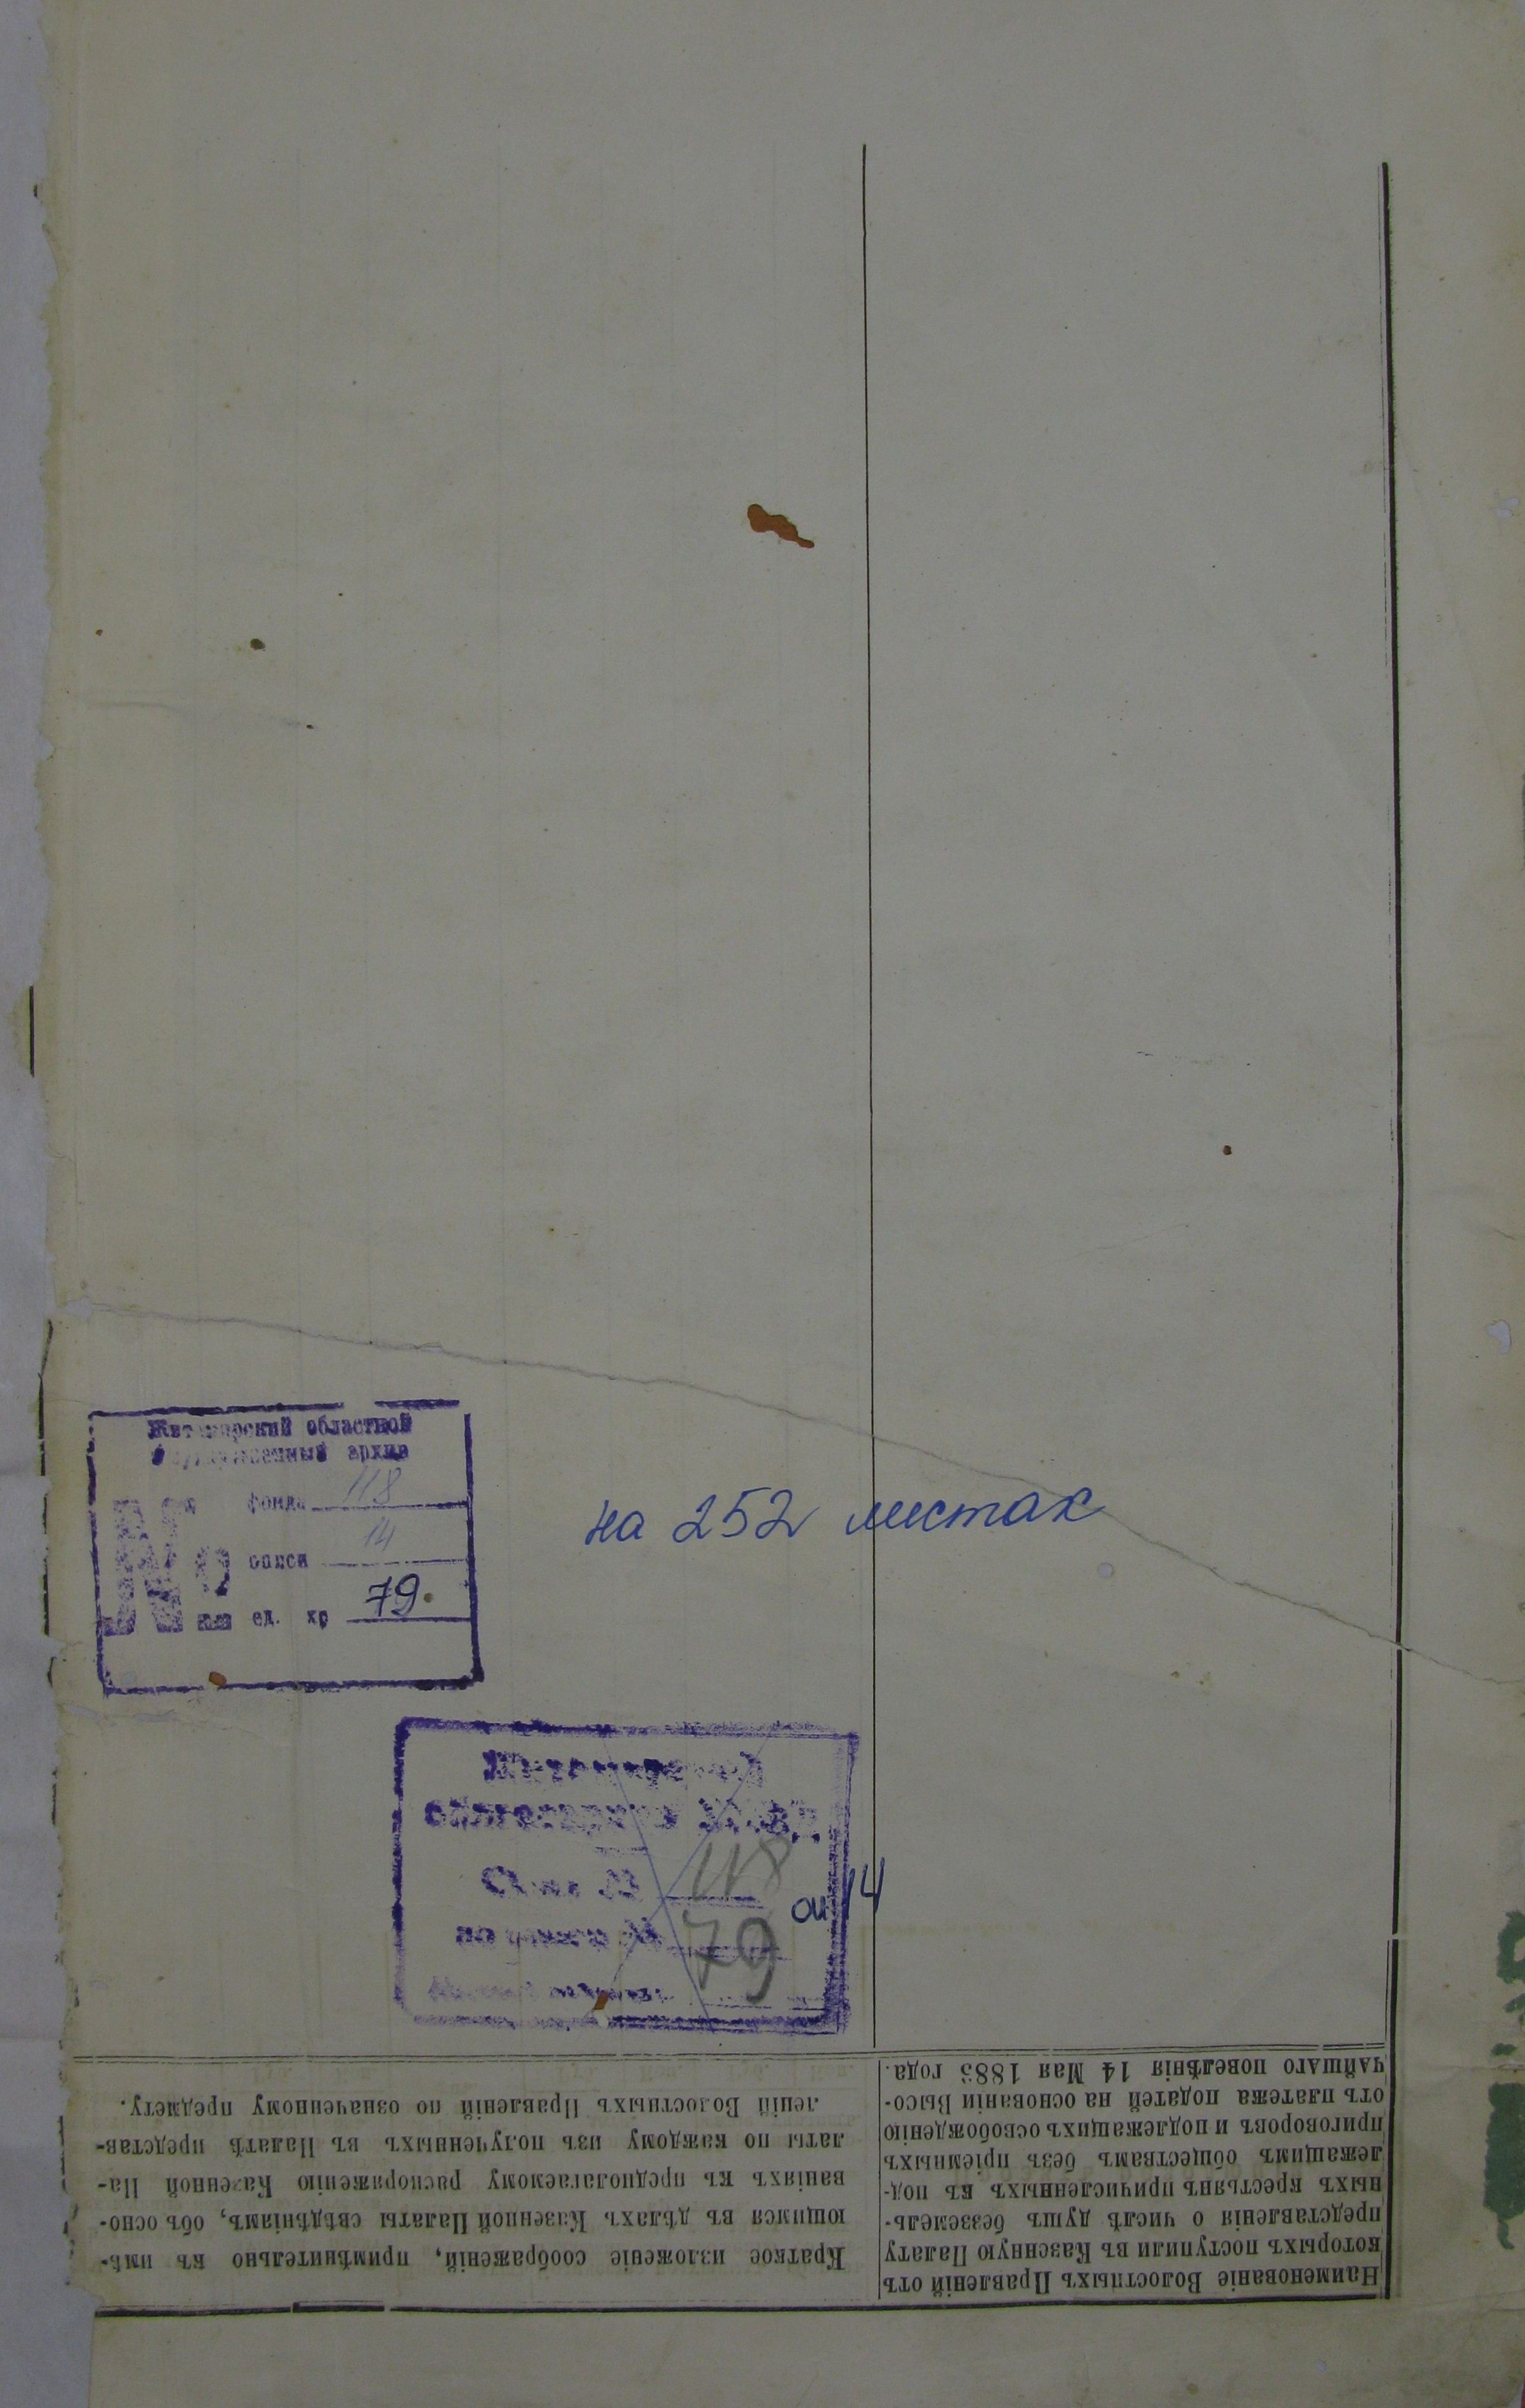 Житомирский областной
государственный архив
фонда 118
№ описи 14
ед. хр 79.
на 252 листах
118
оп 14
79
Наименованіе Волостныхъ Правленій отъ
которыхъ поступили въ Казенную Палату
представленія о числѣ душъ безземель-
ныхъ крестьянъ причисленныхъ къ под-
лежащимъ обществамъ безъ пріемныхъ
приговоровъ и подлежащихъ освобожденію
отъ платежа податей на основаніи Высо-
чайшаго повелѣнія 14 Мая 1883 года.
Краткое изложеніе соображеній, примѣнительно къ имѣ-
ющимся въ дѣлахъ Казенной Палаты свѣдѣніямъ, объ осно-
ваніяхъ къ предполагаемому распоряженію Казенной Па-
латы по каждому изъ полученныхъ въ Палатѣ представ-
леній Волостныхъ Правленій по означенному предмету.